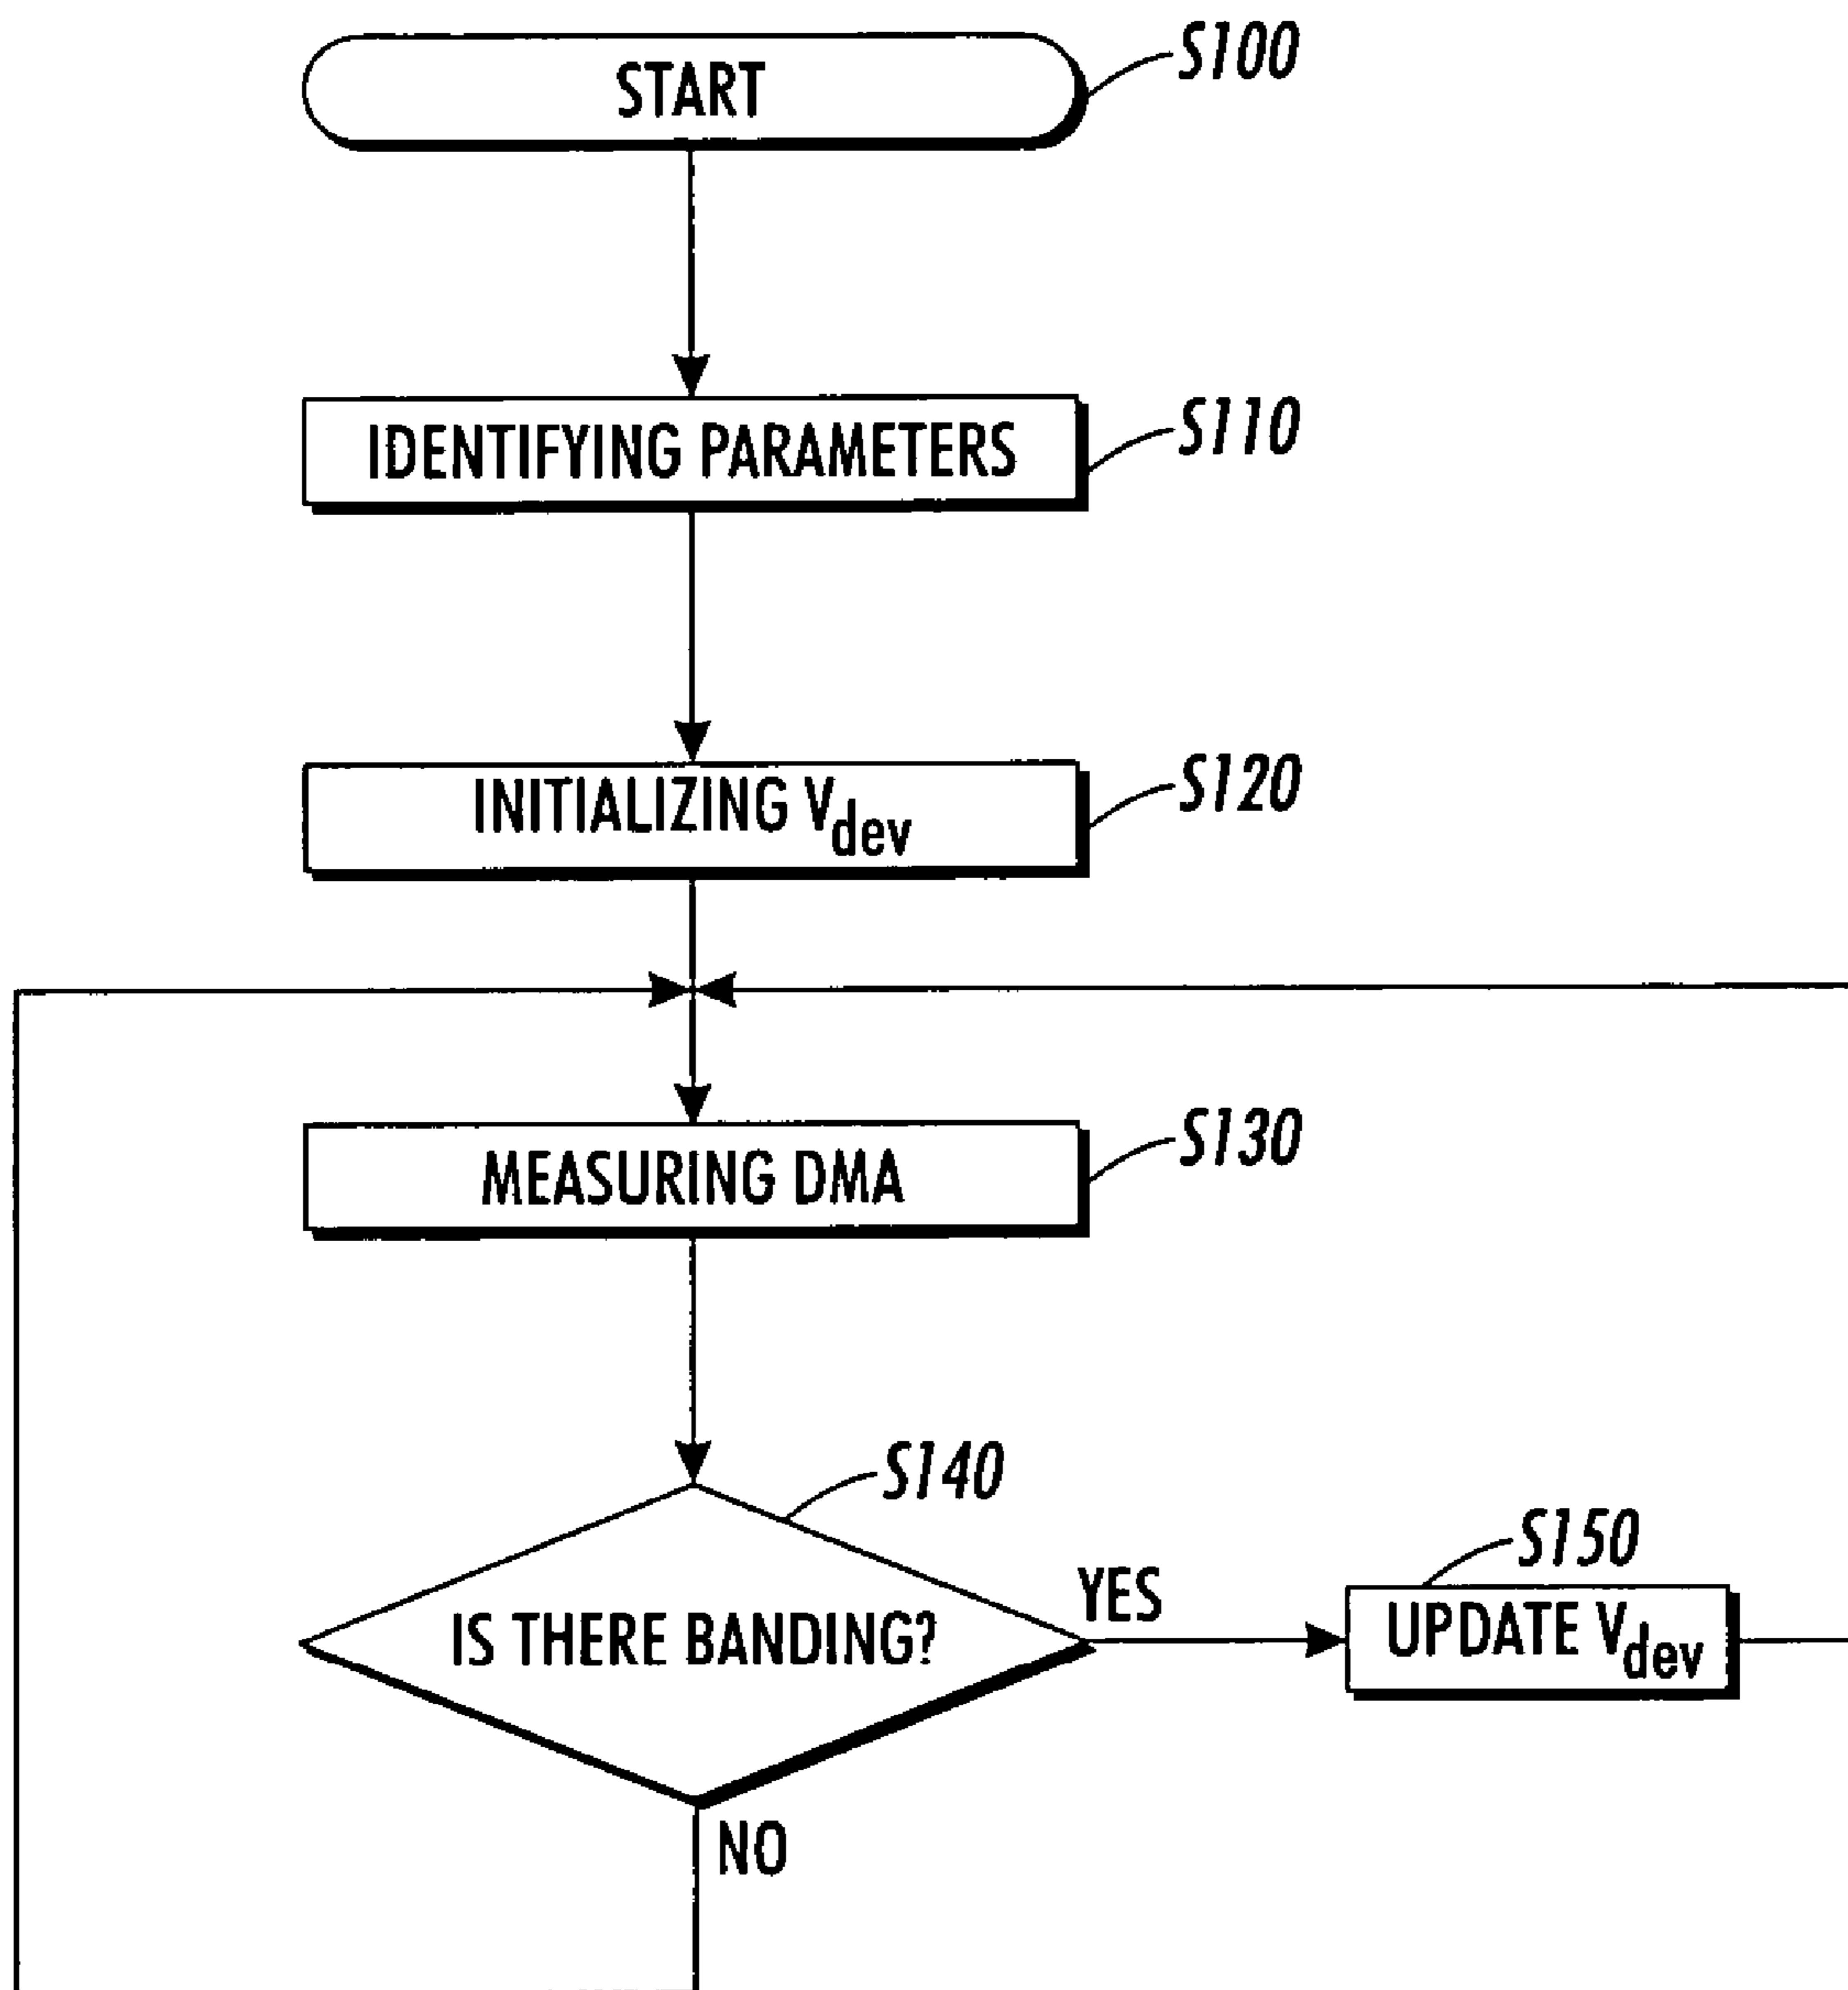 START
S100
IDENTIFYING PARAMETERS
S110
INITIALIZING Vdev
S120
MEASURING DMA
S130
S140
IS THERE BANDING?
YES
S150
UPDATE Vdev
NO